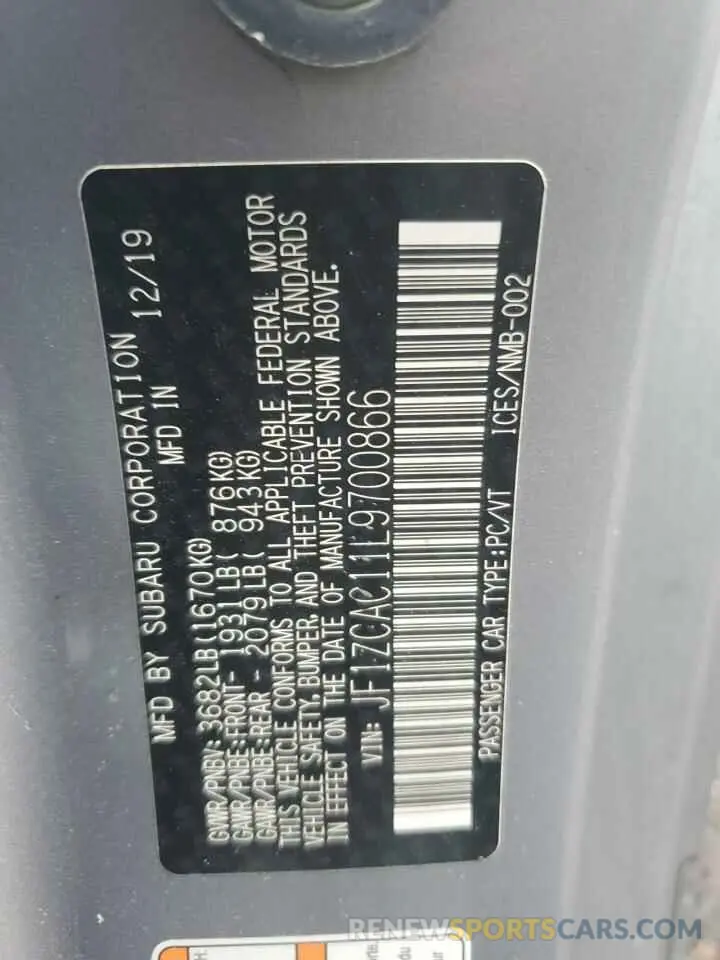 MFD BY SUBARU CORPORATION
MFD IN 12/19
GVWR/PNBV: 3682LB(1670KG)
GAWR/PNBE:FRONT- 1931LB( 876KG)
GAWR/PNBE:REAR - 2079LB( 943KG)
THIS VEHICLE CONFORMS TO ALL APPLICABLE FEDERAL MOTOR
VEHICLE SAFETY, BUMPER, AND THEFT PREVENTION STANDARDS
IN EFFECT ON THE DATE OF MANUFACTURE SHOWN ABOVE.
VIN: JF1ZCAC11L9700866
PASSENGER CAR TYPE:PC/VT ICES/NMB-002
RENEWSPORTSCAR.COM